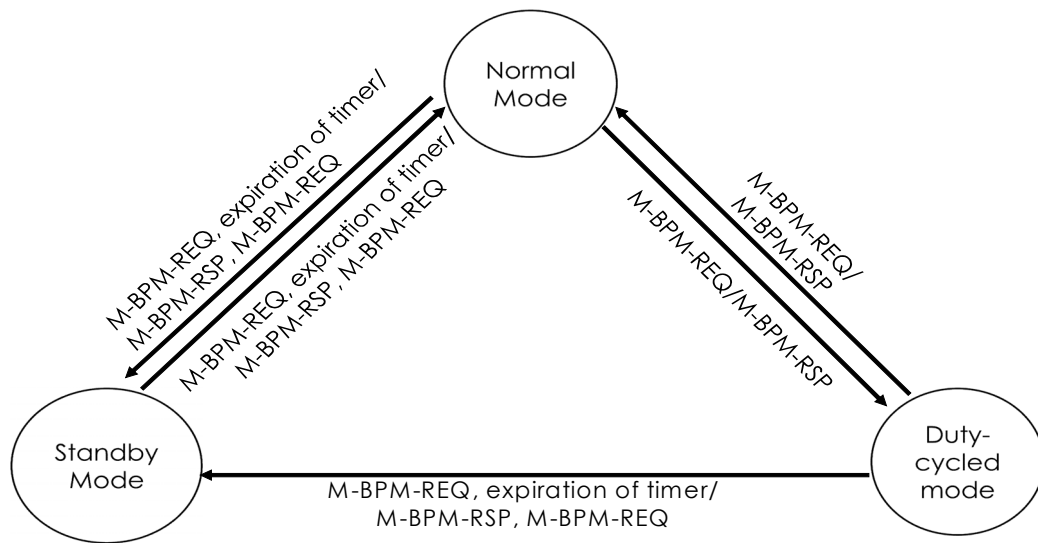 Normal
Mode
M-BPM-REQ, expiration of timer/
M-BPM-RSP, M-BPM-REQ
M-BPM-REQ, expiration of timer/
M-BPM-RSP, M-BPM-REQ
M-BPM-REQ/
M-BPM-RSP
M-BPM-REQ/M-BPM-RSP
Standby
Mode
Duty-
cycled
mode
M-BPM-REQ, expiration of timer/
M-BPM-RSP, M-BPM-REQ